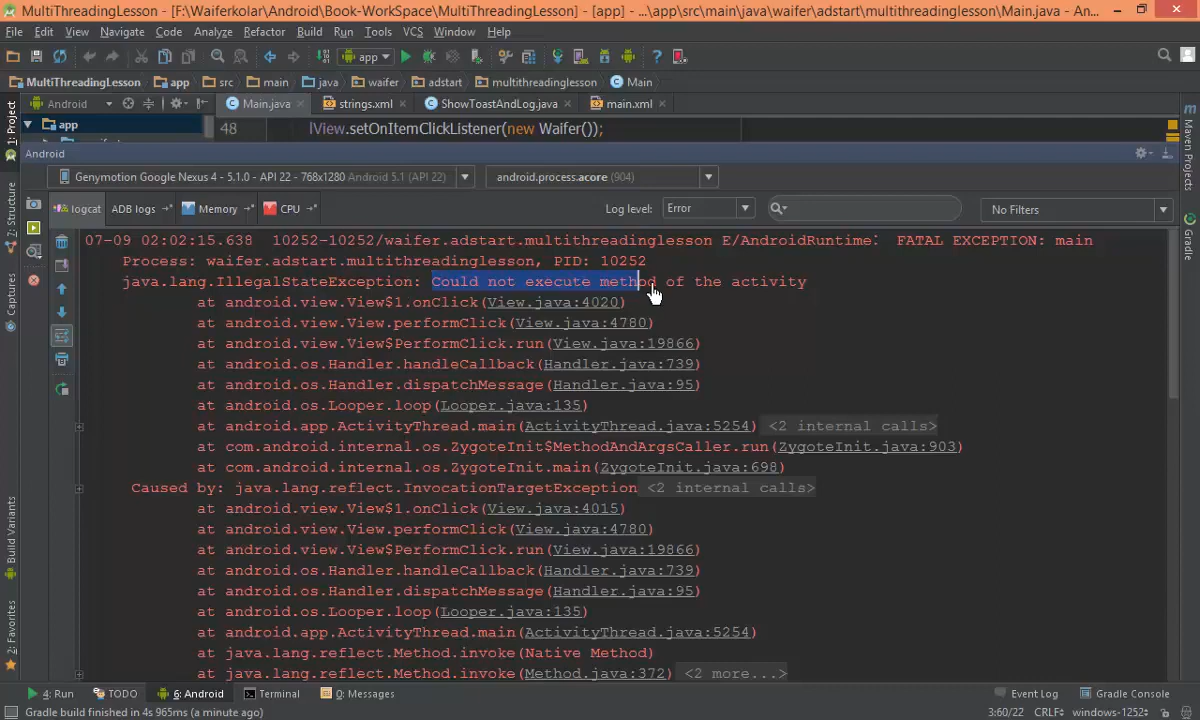 MultiThreadingLesson - [F:\Waiferkolar\Android\Book-WorkSpace\MultiThreadingLesson] - [app] - ...\app\src\main\java\waifer\adstart\multithreadinglesson\Main.java - An...
File Edit View Navigate Code Analyze Refactor Build Run Tools VCS Window Help
app
MultiThreadingLesson app src main java waifer adstart multithreadinglesson Main
Android Main.java strings.xml ShowToastAndLog.java main.xml
app 48 lView.setOnItemClickListener(new Waifer());
Android
Genymotion Google Nexus 4 - 5.1.0 - API 22 - 768x1280 Android 5.1 (API 22) android.process.acore (904)
logcat ADB logs Memory CPU Log level: Error No Filters
07-09 02:02:15.638 10252-10252/waifer.adstart.multithreadinglesson E/AndroidRuntime: FATAL EXCEPTION: main
Process: waifer.adstart.multithreadinglesson, PID: 10252
java.lang.IllegalStateException: Could not execute method of the activity
at android.view.View$1.onClick(View.java:4020)
at android.view.View.performClick(View.java:4780)
at android.view.View$PerformClick.run(View.java:19866)
at android.os.Handler.handleCallback(Handler.java:739)
at android.os.Handler.dispatchMessage(Handler.java:95)
at android.os.Looper.loop(Looper.java:135)
at android.app.ActivityThread.main(ActivityThread.java:5254) <2 internal calls>
at com.android.internal.os.ZygoteInit$MethodAndArgsCaller.run(ZygoteInit.java:903)
at com.android.internal.os.ZygoteInit.main(ZygoteInit.java:698)
Caused by: java.lang.reflect.InvocationTargetException <2 internal calls>
at android.view.View$1.onClick(View.java:4015)
at android.view.View.performClick(View.java:4780)
at android.view.View$PerformClick.run(View.java:19866)
at android.os.Handler.handleCallback(Handler.java:739)
at android.os.Handler.dispatchMessage(Handler.java:95)
at android.os.Looper.loop(Looper.java:135)
at android.app.ActivityThread.main(ActivityThread.java:5254)
at java.lang.reflect.Method.invoke(Native Method)
at java.lang.reflect.Method.invoke(Method.java:372) <2 more...>
1: Project
7: Structure
Captures
Build Variants
2: Favorites
Maven Projects
Gradle
4: Run TODO 6: Android Terminal 0: Messages Event Log Gradle Console
Gradle build finished in 4s 965ms (a minute ago) 3:60/22 CRLF windows-1252